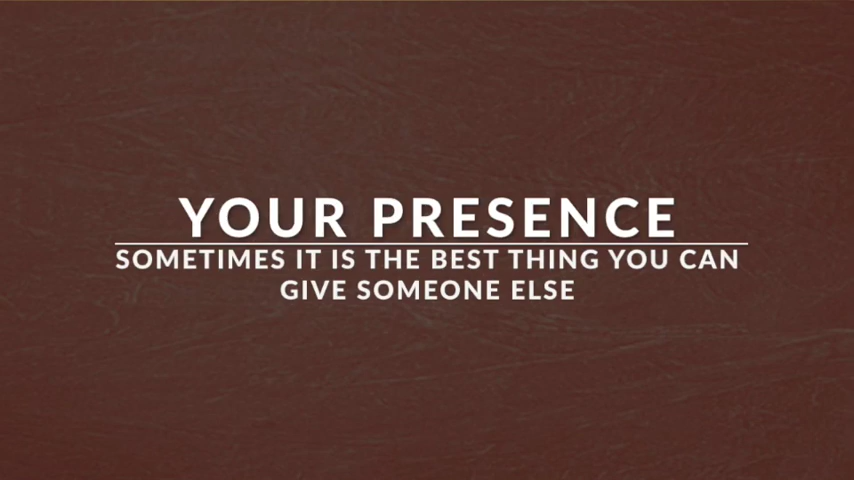 YOUR PRESENCE
SOMETIMES IT IS THE BEST THING YOU CAN
GIVE SOMEONE ELSE